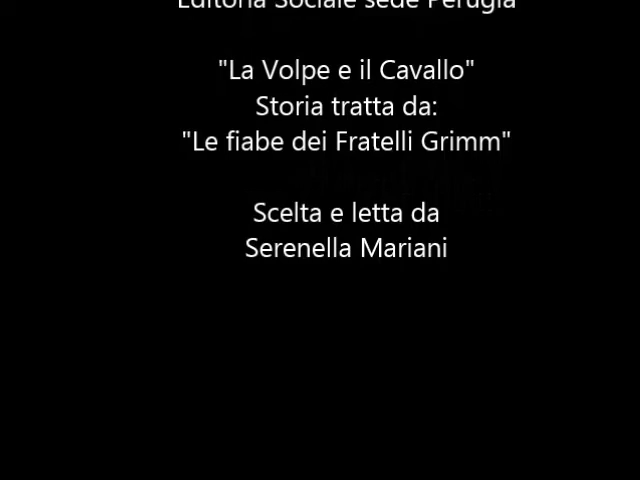 Editoria Sociale sede Perugia
"La Volpe e il Cavallo"
Storia tratta da:
"Le fiabe dei Fratelli Grimm"
Scelta e letta da
Serenella Mariani